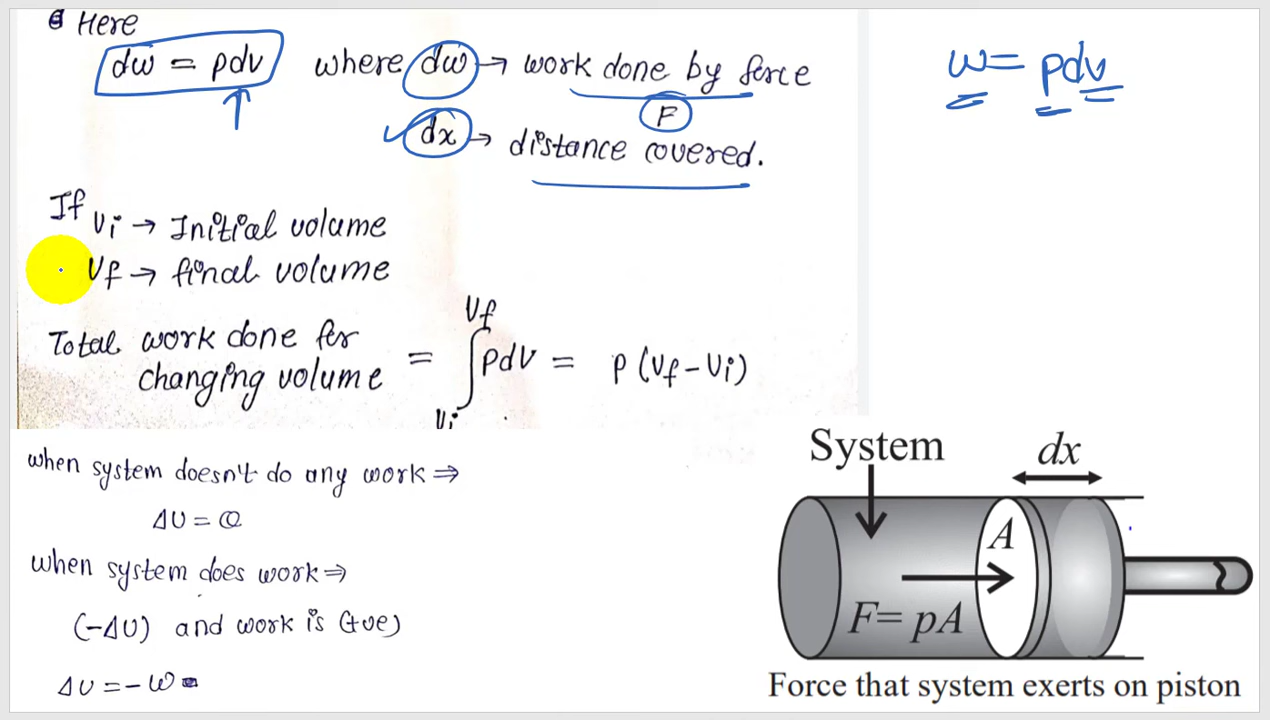 Here
dw = pdv where dw → work done by force
F
dx → distance covered.
w = pdv
If
Vi → Initial volume
Vf → final volume
Total work done for changing volume = ∫ pdV = p (Vf - Vi)
Vf
Vi
when system doesn't do any work ⇒
ΔU = Q
when system does work ⇒
(-ΔU) and work is (+ve)
ΔU = - W
System
dx
A
F= pA
Force that system exerts on piston